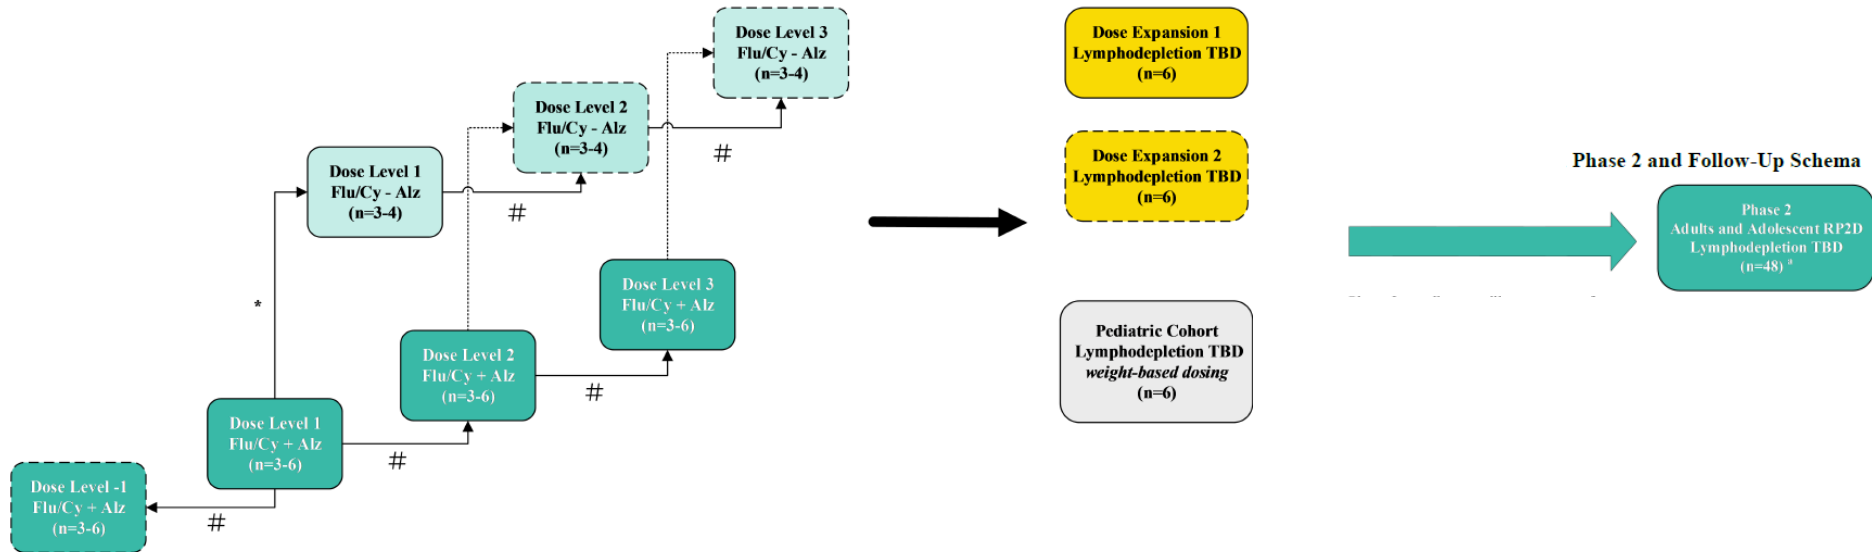 Dose Level 3
Flu/Cy - Alz
(n=3-4)
#
Dose Level 2
Flu/Cy - Alz
(n=3-4)
#
Dose Level 1
Flu/Cy - Alz
(n=3-4)
*
Dose Level 3
Flu/Cy + Alz
(n=3-6)
#
Dose Level 2
Flu/Cy + Alz
(n=3-6)
#
Dose Level 1
Flu/Cy + Alz
(n=3-6)
#
Dose Level -1
Flu/Cy + Alz
(n=3-6)
Dose Expansion 1
Lymphodepletion TBD
(n=6)
Dose Expansion 2
Lymphodepletion TBD
(n=6)
Pediatric Cohort
Lymphodepletion TBD
weight-based dosing
(n=6)
Phase 2 and Follow-Up Schema
Phase 2
Adults and Adolescent RP2D
Lymphodepletion TBD
(n=48) a